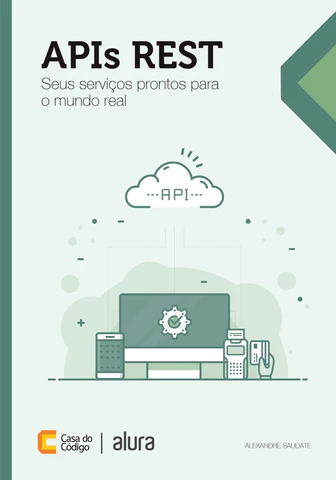 APIs REST
Seus serviços prontos para
o mundo real
API
Casa do
Código
alura
ALEXANDRE SAUDATE